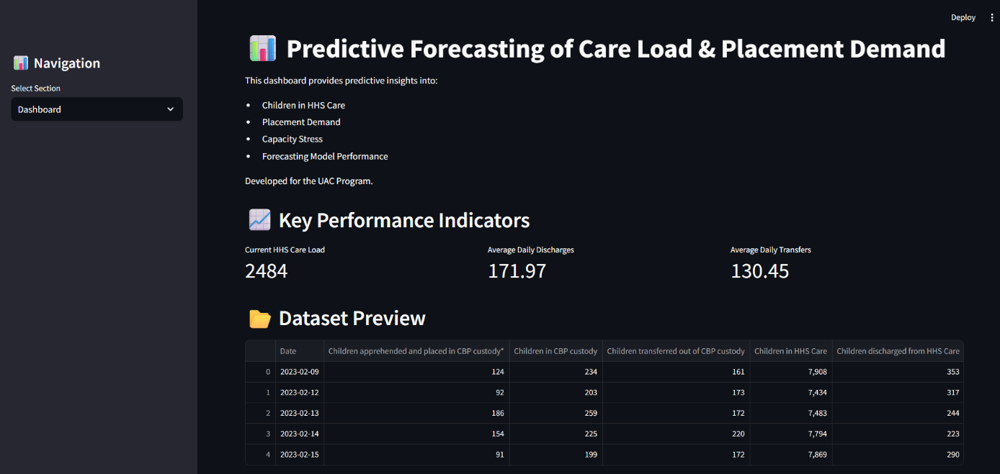 Deploy
Navigation
Select Section
Dashboard
Predictive Forecasting of Care Load & Placement Demand
This dashboard provides predictive insights into:
• Children in HHS Care
• Placement Demand
• Capacity Stress
• Forecasting Model Performance
Developed for the UAC Program.
Key Performance Indicators
Current HHS Care Load Average Daily Discharges Average Daily Transfers
2484 171.97 130.45
Dataset Preview
Date Children apprehended and placed in CBP custody* Children in CBP custody Children transferred out of CBP custody Children in HHS Care Children discharged from HHS Care
0 2023-02-09 124 234 161 7,908 353
1 2023-02-12 92 203 173 7,434 317
2 2023-02-13 186 259 172 7,483 244
3 2023-02-14 154 225 220 7,794 223
4 2023-02-15 91 199 172 7,869 290